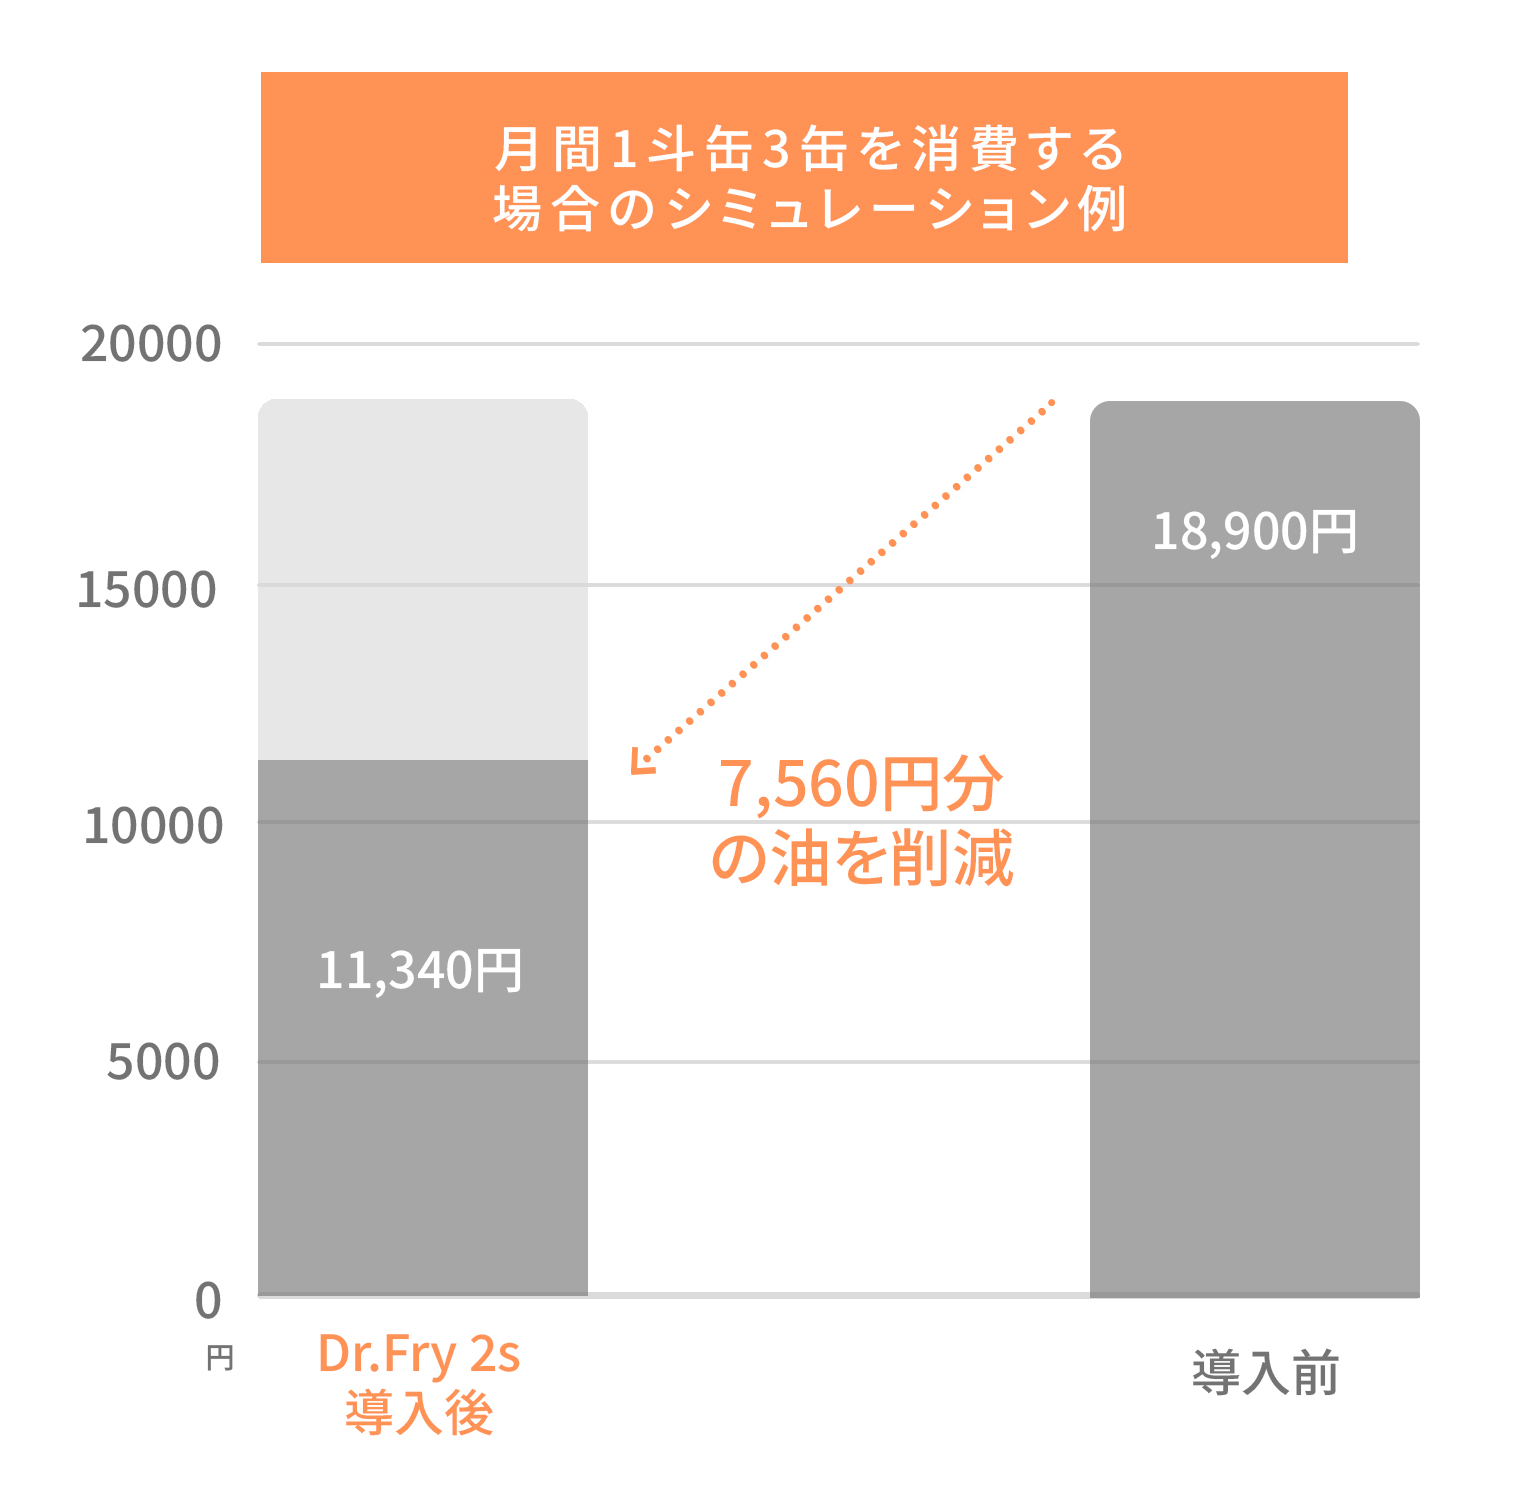 月間1斗缶3缶を消費する
場合のシミュレーション例
20000
15000
10000
5000
0
円
18,900円
7,560円分
の油を削減
11,340円
Dr.Fry 2s
導入後
導入前